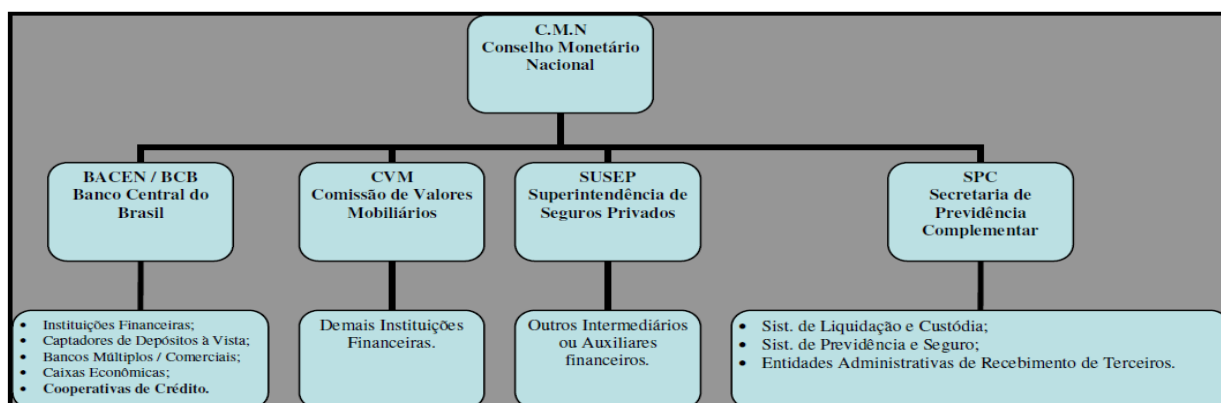 C.M.N
Conselho Monetário
Nacional
BACEN / BCB
Banco Central do
Brasil
CVM
Comissão de Valores
Mobiliários
SUSEP
Superintendência de
Seguros Privados
SPC
Secretaria de
Previdência
Complementar
• Instituições Financeiras;
• Captadores de Depósitos à Vista;
• Bancos Múltiplos / Comerciais;
• Caixas Econômicas;
• Cooperativas de Crédito.
Demais Instituições
Financeiras.
Outros Intermediários
ou Auxiliares
financeiros.
• Sist. de Liquidação e Custódia;
• Sist. de Previdência e Seguro;
• Entidades Administrativas de Recebimento de Terceiros.